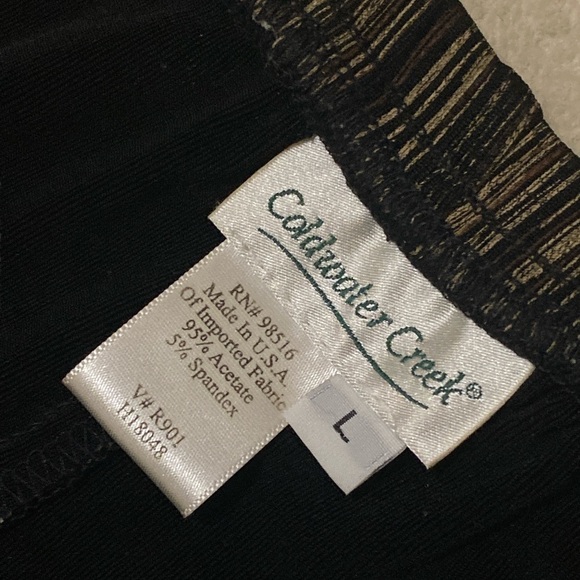 Coldwater Creek®
L
RN# 98516
Made In U.S.A.
Of Imported Fabric
95% Acetate
5% Spandex
V# R901
H18048